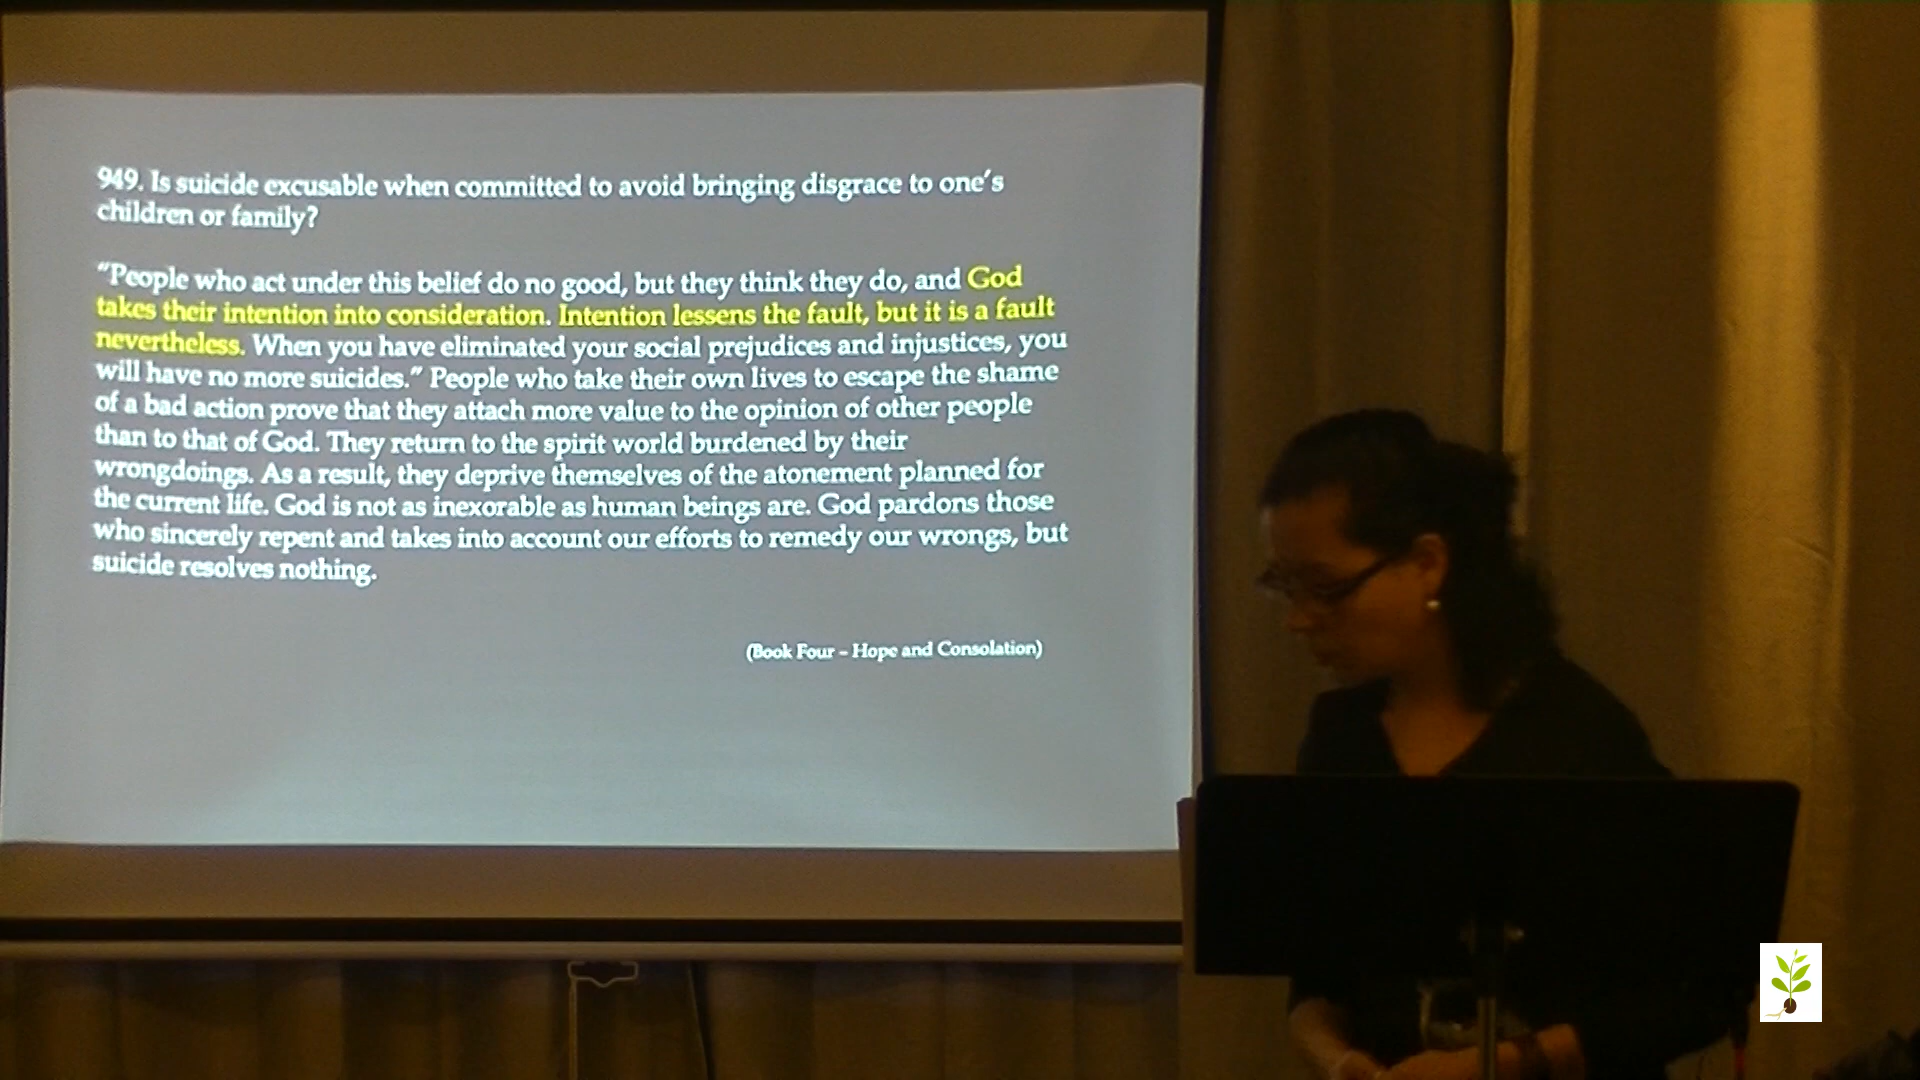 949. Is suicide excusable when committed to avoid bringing disgrace to one's
children or family?
"People who act under this belief do no good, but they think they do, and God
takes their intention into consideration. Intention lessens the fault, but it is a fault
nevertheless. When you have eliminated your social prejudices and injustices, you
will have no more suicides." People who take their own lives to escape the shame
of a bad action prove that they attach more value to the opinion of other people
than to that of God. They return to the spirit world burdened by their
wrongdoings. As a result, they deprive themselves of the atonement planned for
the current life. God is not as inexorable as human beings are. God pardons those
who sincerely repent and takes into account our efforts to remedy our wrongs, but
suicide resolves nothing.
(Book Four – Hope and Consolation)